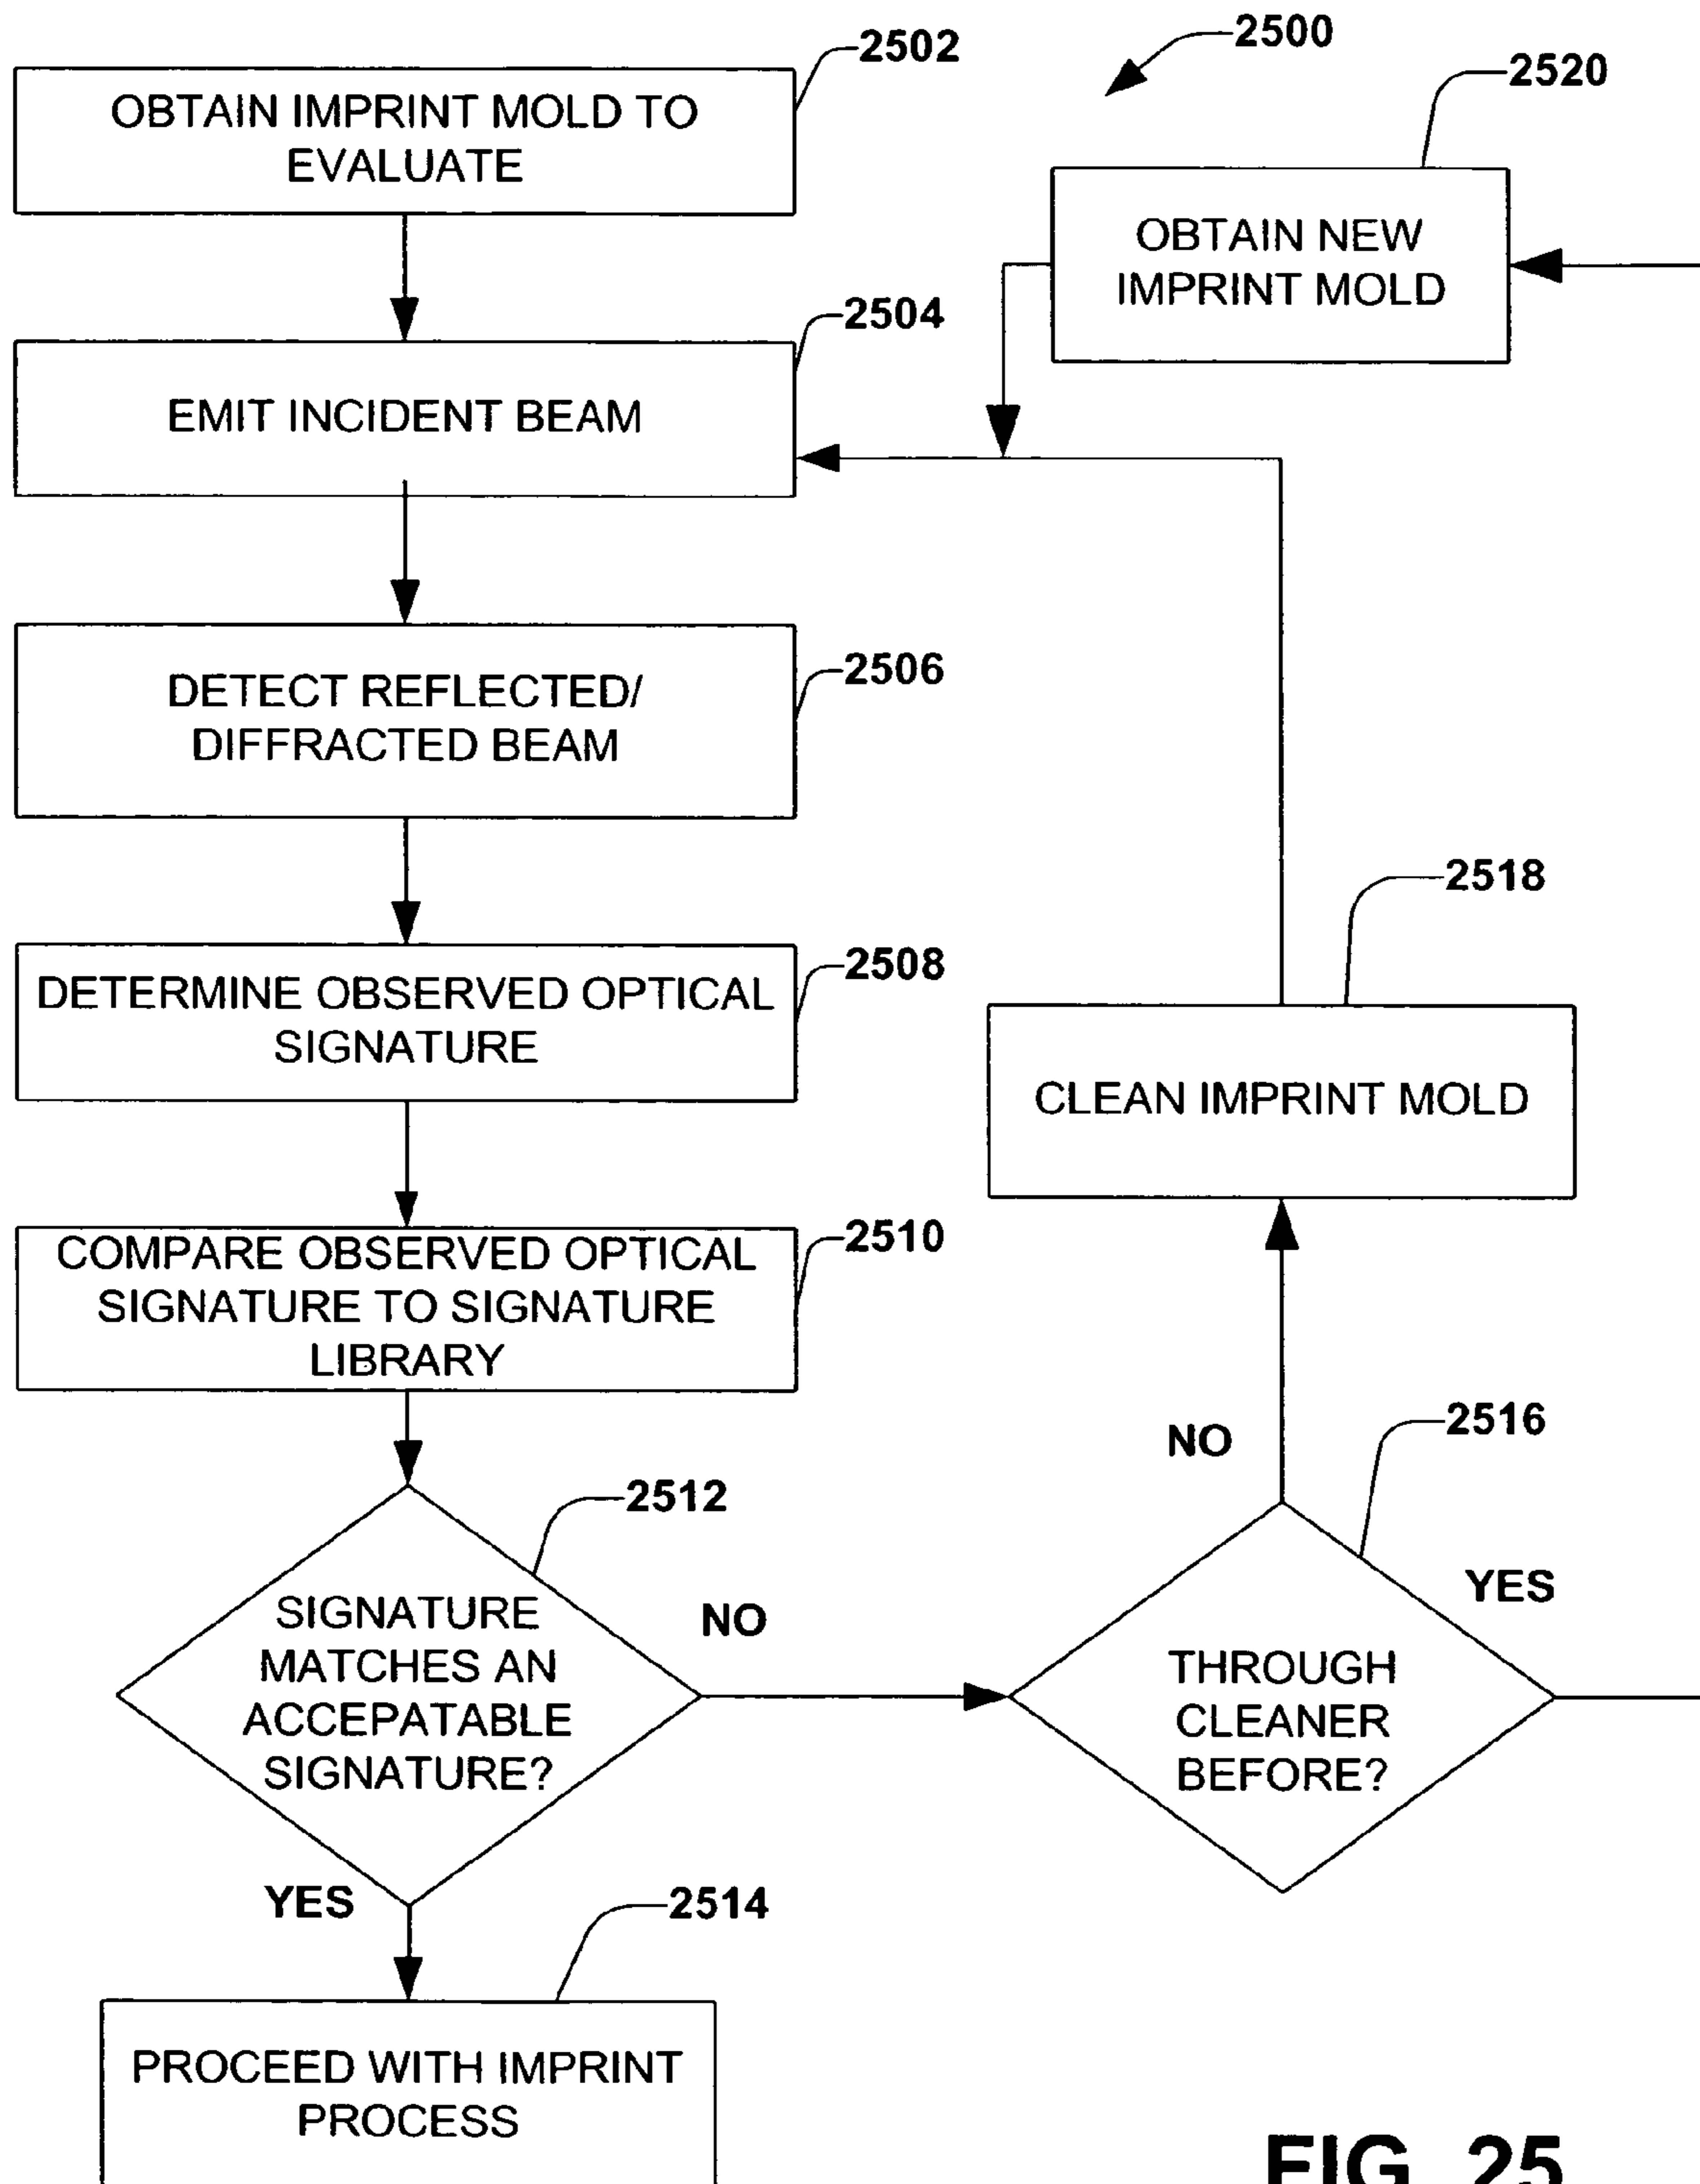 2500
2502
OBTAIN IMPRINT MOLD TO
EVALUATE
2520
OBTAIN NEW
IMPRINT MOLD
2504
EMIT INCIDENT BEAM
2506
DETECT REFLECTED/
DIFFRACTED BEAM
2508
DETERMINE OBSERVED OPTICAL
SIGNATURE
2518
CLEAN IMPRINT MOLD
2510
COMPARE OBSERVED OPTICAL
SIGNATURE TO SIGNATURE
LIBRARY
2512
SIGNATURE
MATCHES AN
ACCEPATABLE
SIGNATURE?
NO
2516
NO
YES
THROUGH
CLEANER
BEFORE?
YES
2514
PROCEED WITH IMPRINT
PROCESS
FIG. 25